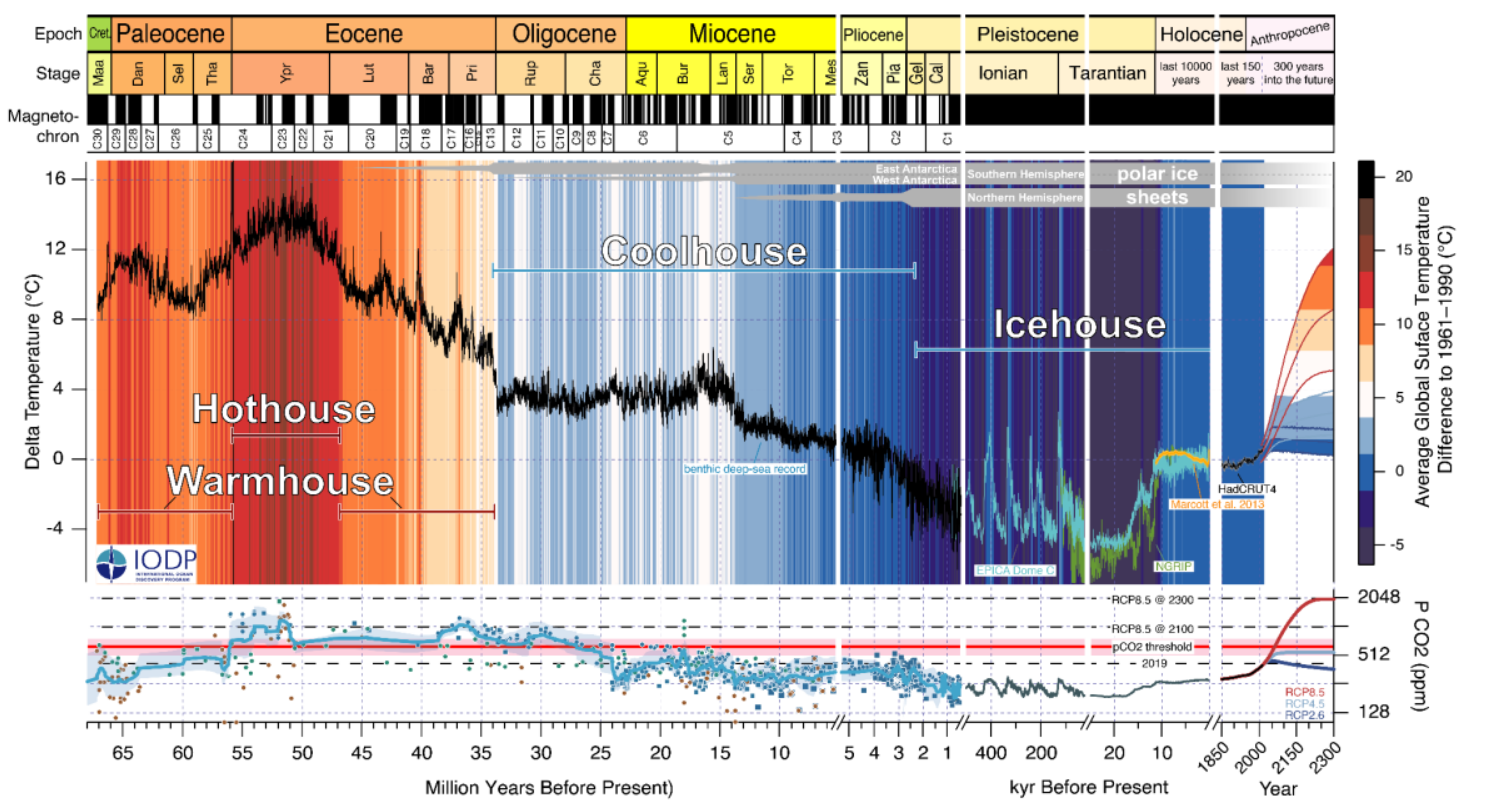 Epoch Cret. Paleocene Eocene Oligocene Miocene Pliocene Pleistocene Holocene Anthropocene
Stage Maa Dan Sel Tha Ypr Lut Bar Pri Rup Cha Aqu Bur Lan Ser Tor Mes Zan Pia Gel Cal Ionian Tarantian last 10000 years last 150 years 300 years into the future
Magneto-
chron C30 C29 C28 C27 C26 C25 C24 C23 C22 C21 C20 C19 C18 C17 C16 C13 C12 C11 C10 C9 C8 C7 C6 C5 C4 C3 C2 C1
East Antarctica Southern Hemisphere polar ice
West Antarctica
Northern Hemisphere sheets
Coolhouse
Icehouse
Hothouse
Warmhouse
benthic deep-sea record
HadCRUT4
Marcott et al. 2013
EPICA Dome C
NGRIP
IODP
INTERNATIONAL OCEAN
DISCOVERY PROGRAM
Delta Temperature (°C)
16
12
8
4
0
-4
20
15
10
5
0
-5
Average Global Suface Temperature
Difference to 1961–1990 (°C)
RCP8.5 @ 2300
RCP8.5 @ 2100
pCO2 threshold
2019
RCP8.5
RCP4.5
RCP2.6
2048
512
128
P CO2 (ppm)
65 60 55 50 45 40 35 30 25 20 15 10 5 4 3 2 1 400 200 20 10 1850 2000 2150 2300
Million Years Before Present) kyr Before Present Year